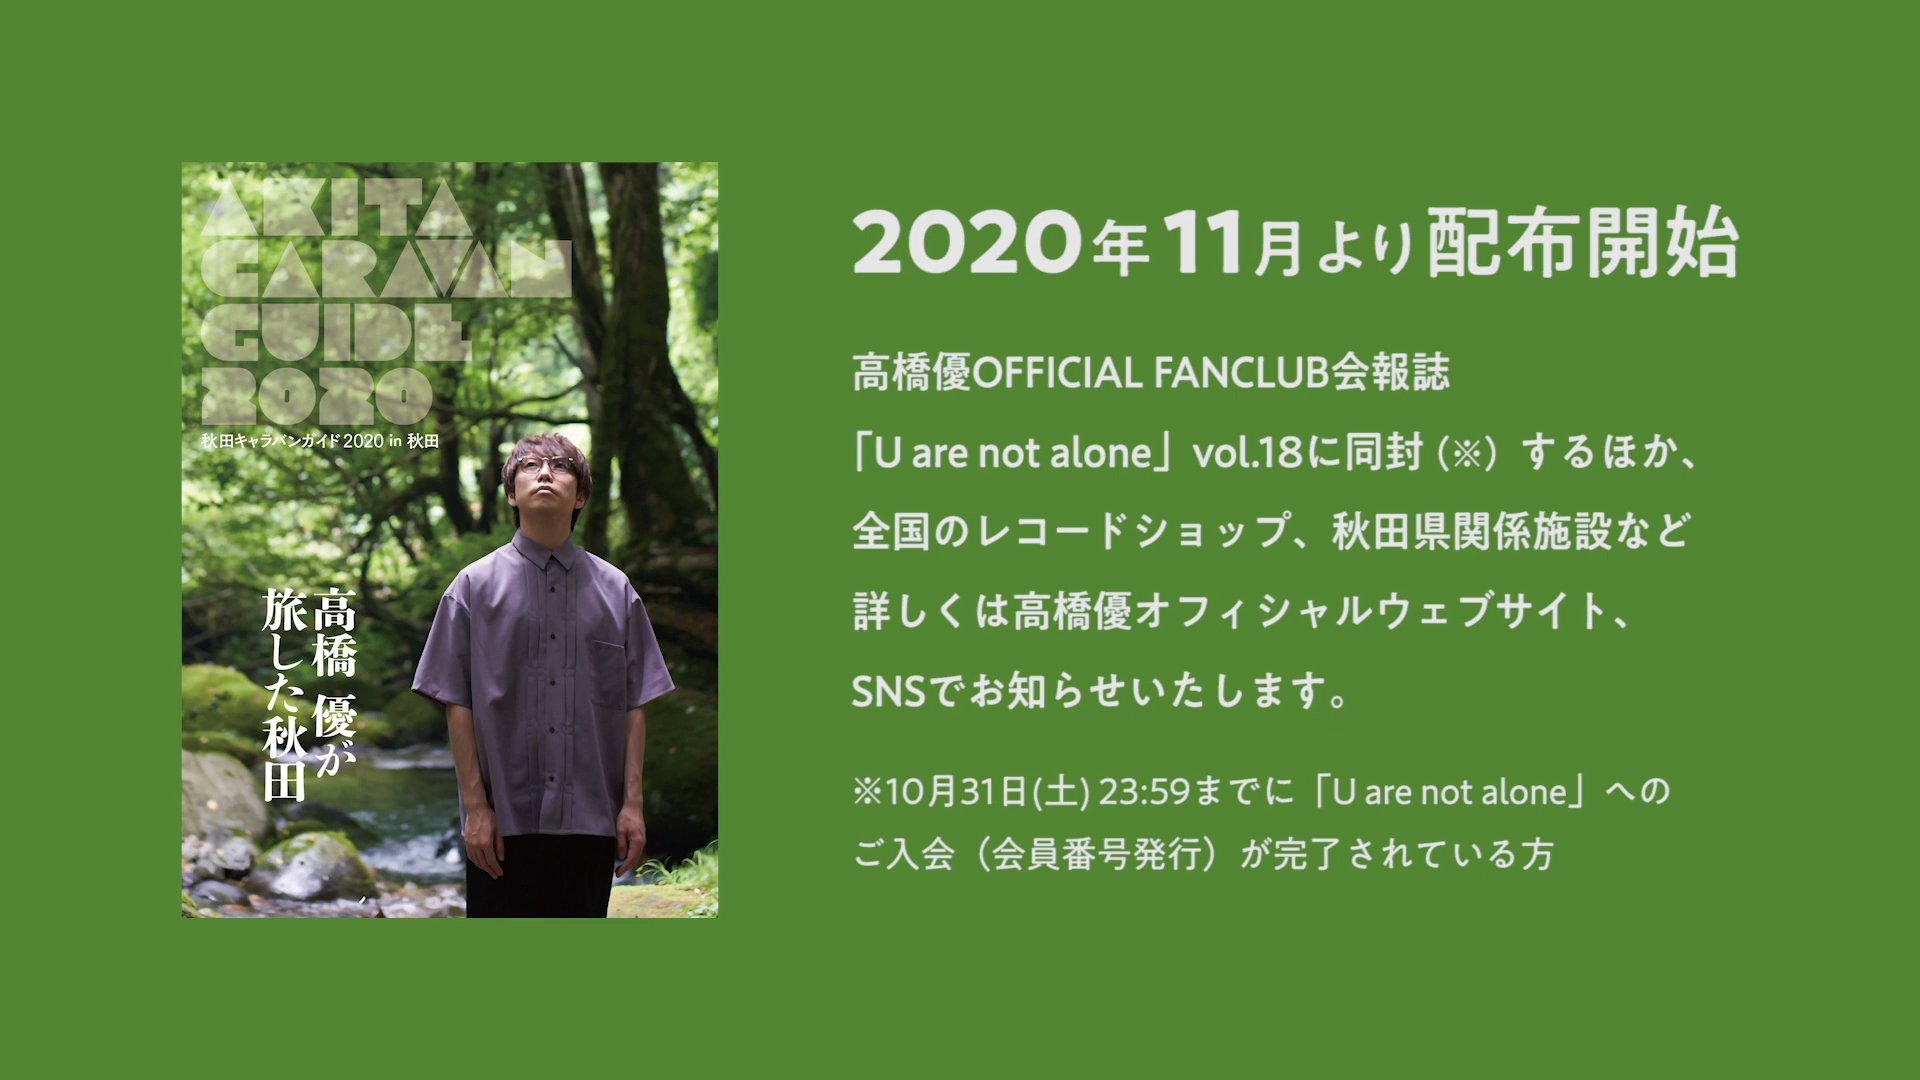 AKITA
CARAVAN
GUIDE
2020
秋田キャラバンガイド2020 in 秋田
高橋 優が
旅した秋田
2020年11月より配布開始
高橋優OFFICIAL FANCLUB会報誌
「U are not alone」vol.18に同封 (※) するほか、
全国のレコードショップ、秋田県関係施設など
詳しくは高橋優オフィシャルウェブサイト、
SNSでお知らせいたします。
※10月31日(土) 23:59までに「U are not alone」への
ご入会（会員番号発行）が完了されている方